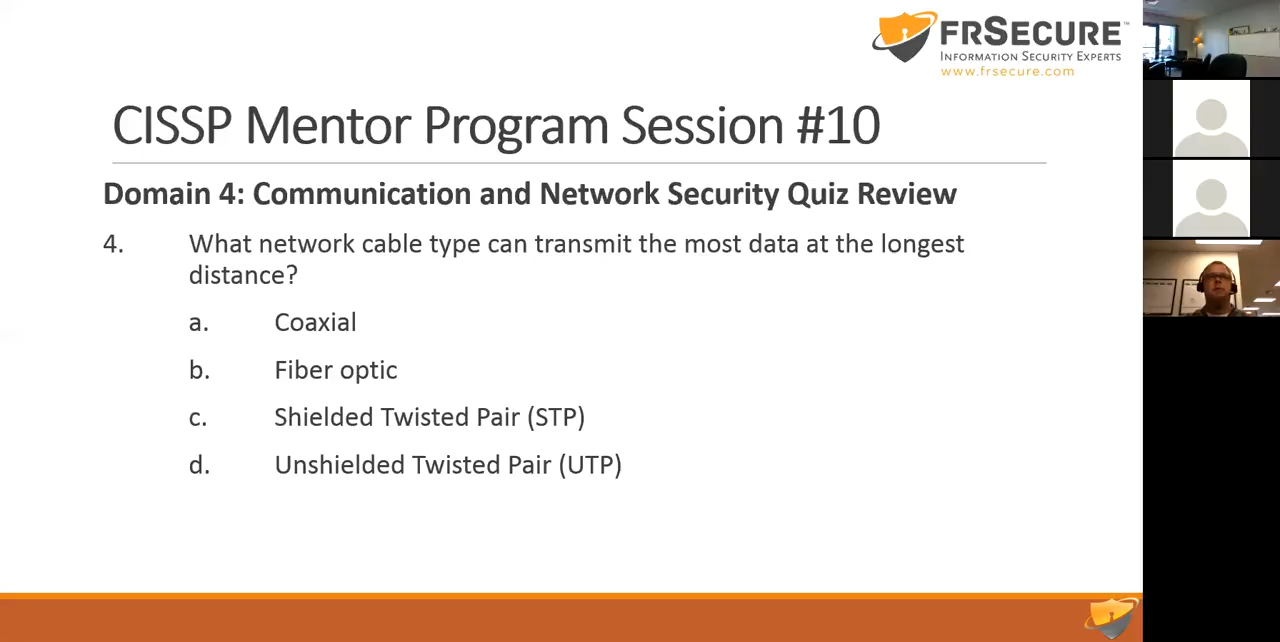 FRSECURE™
INFORMATION SECURITY EXPERTS
www.frsecure.com
CISSP Mentor Program Session #10
Domain 4: Communication and Network Security Quiz Review
4. What network cable type can transmit the most data at the longest
distance?
a. Coaxial
b. Fiber optic
c. Shielded Twisted Pair (STP)
d. Unshielded Twisted Pair (UTP)